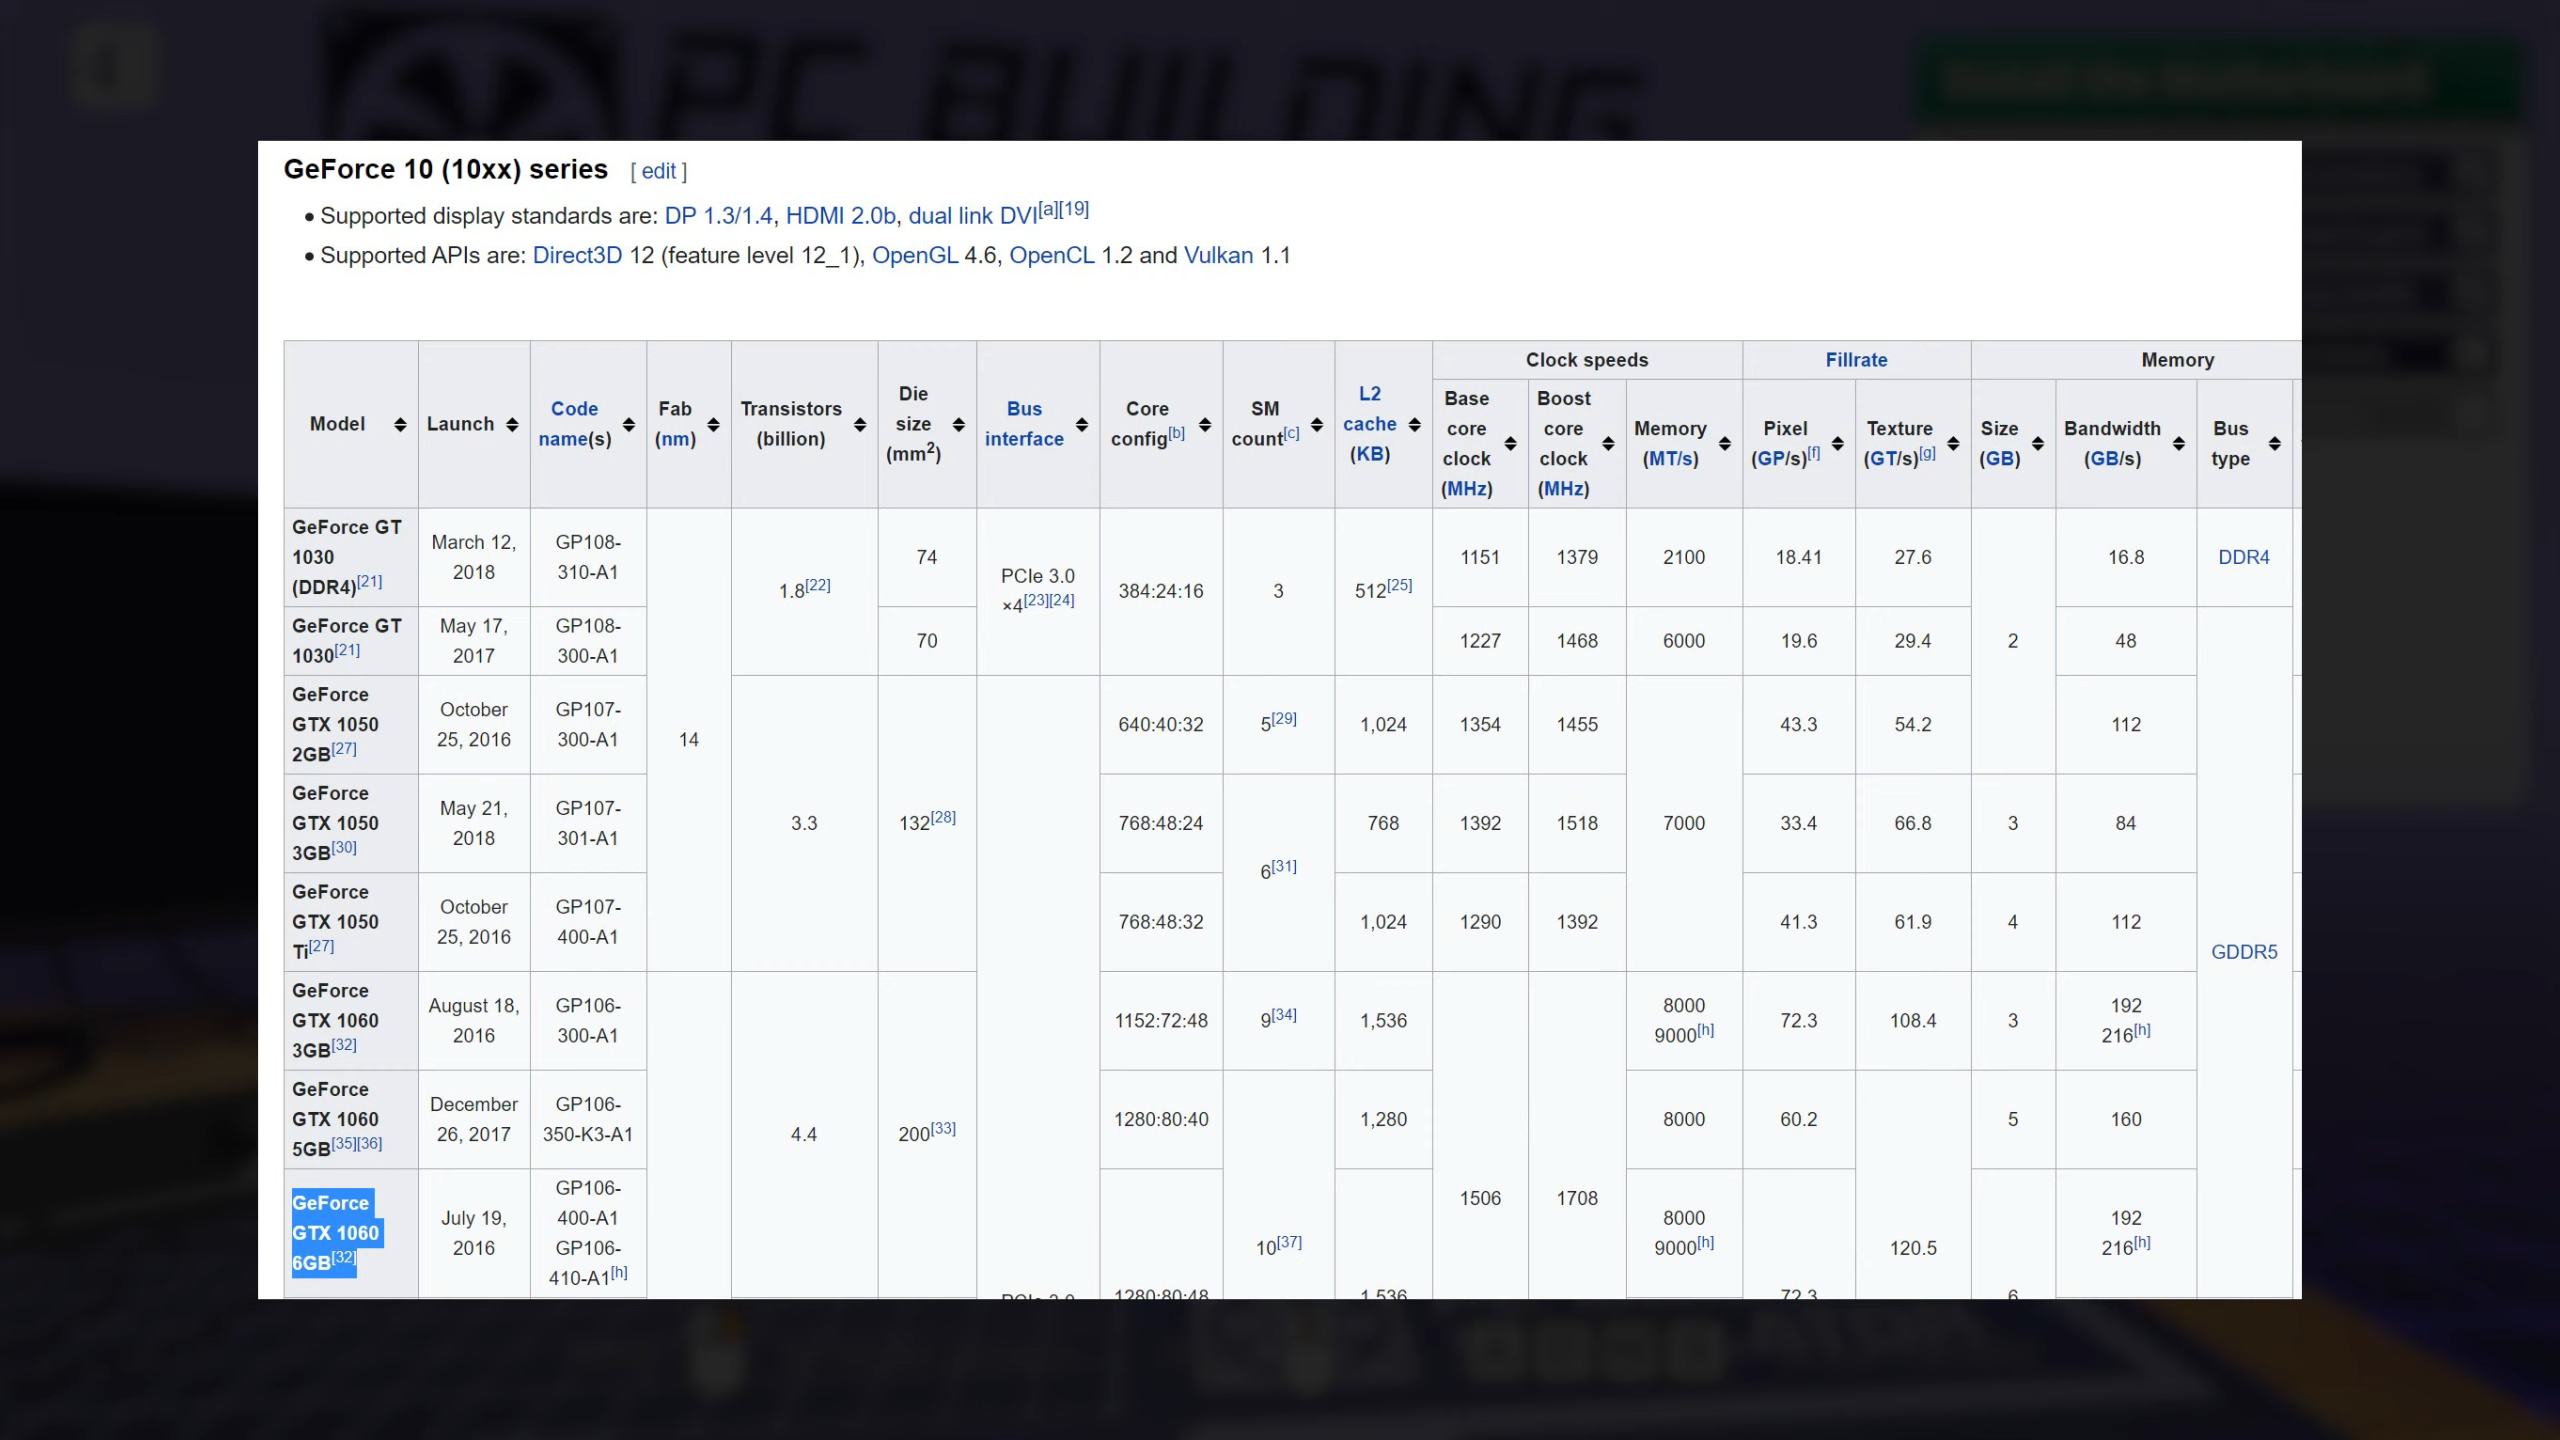 PC BUILDING
GeForce 10 (10xx) series [ edit ]
• Supported display standards are: DP 1.3/1.4, HDMI 2.0b, dual link DVI[a][19]
• Supported APIs are: Direct3D 12 (feature level 12_1), OpenGL 4.6, OpenCL 1.2 and Vulkan 1.1
Model Launch Code name(s) Fab (nm) Transistors (billion) Die size (mm2) Bus interface Core config[b] SM count[c] L2 cache (KB) Clock speeds Fillrate Memory
Base core clock (MHz) Boost core clock (MHz) Memory (MT/s) Pixel (GP/s)[f] Texture (GT/s)[g] Size (GB) Bandwidth (GB/s) Bus type
GeForce GT 1030 (DDR4)[21] March 12, 2018 GP108-310-A1 14 1.8[22] 74 PCIe 3.0 ×4[23][24] 384:24:16 3 512[25] 1151 1379 2100 18.41 27.6 2 16.8 DDR4
GeForce GT 1030[21] May 17, 2017 GP108-300-A1 70 1227 1468 6000 19.6 29.4 48 GDDR5
GeForce GTX 1050 2GB[27] October 25, 2016 GP107-300-A1 3.3 132[28] PCIe 3.0 640:40:32 5[29] 1,024 1354 1455 7000 43.3 54.2 112
GeForce GTX 1050 3GB[30] May 21, 2018 GP107-301-A1 768:48:24 6[31] 768 1392 1518 33.4 66.8 3 84
GeForce GTX 1050 Ti[27] October 25, 2016 GP107-400-A1 768:48:32 1,024 1290 1392 41.3 61.9 4 112
GeForce GTX 1060 3GB[32] August 18, 2016 GP106-300-A1 4.4 200[33] 1152:72:48 9[34] 1,536 1506 1708 8000 9000[h] 72.3 108.4 3 192 216[h]
GeForce GTX 1060 5GB[35][36] December 26, 2017 GP106-350-K3-A1 1280:80:40 10[37] 1,280 8000 60.2 120.5 5 160
GeForce GTX 1060 6GB[32] July 19, 2016 GP106-400-A1 GP106-410-A1[h] 1280:80:48 1,536 8000 9000[h] 72.3 6 192 216[h]